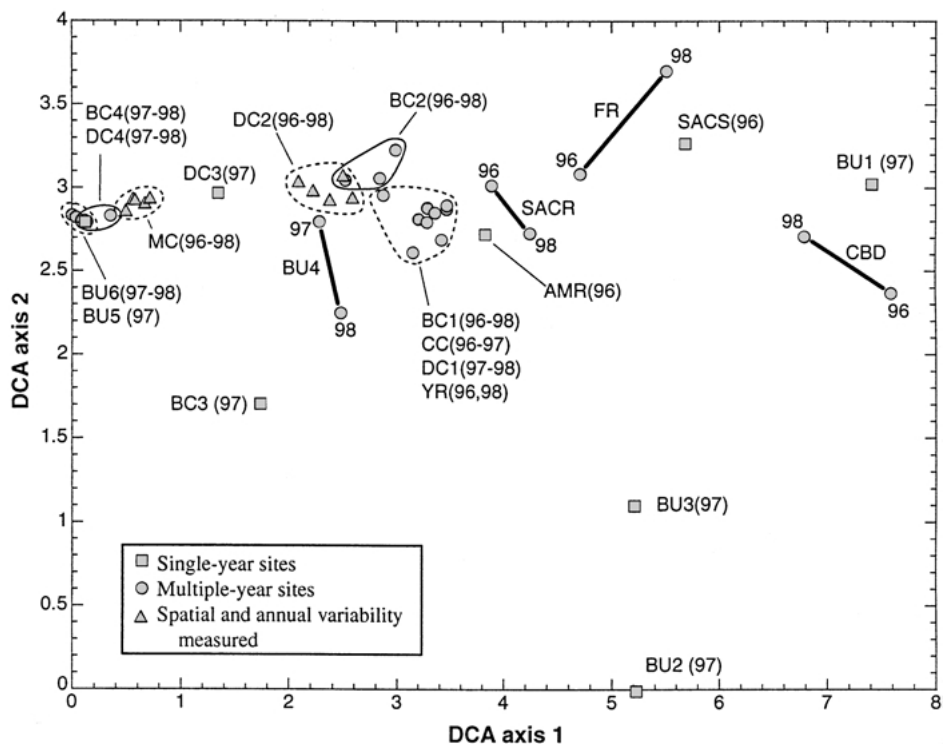 4
3.5
3
2.5
2
1.5
1
0.5
0
DCA axis 2
BC4(97-98)
DC4(97-98)
DC3(97)
MC(96-98)
BU6(97-98)
BU5 (97)
DC2(96-98)
BC2(96-98)
97
BU4
98
BC3 (97)
BC1(96-98)
CC(96-97)
DC1(97-98)
YR(96,98)
96
SACR
98
AMR(96)
98
FR
96
SACS(96)
BU1 (97)
98
CBD
96
BU3(97)
BU2 (97)
Single-year sites
Multiple-year sites
Spatial and annual variability
measured
0 1 2 3 4 5 6 7 8
DCA axis 1